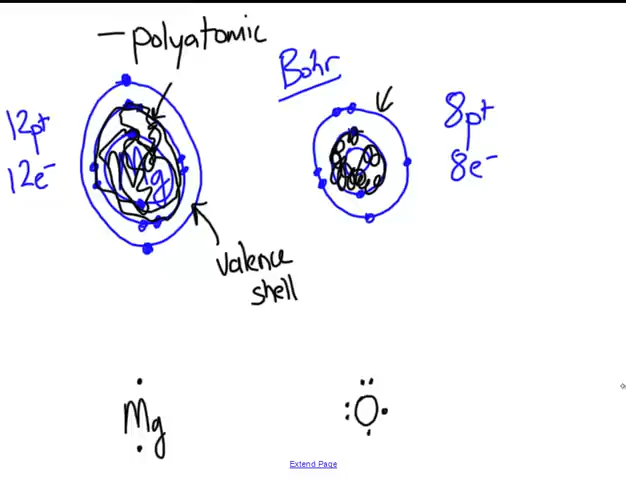 - polyatomic
Bohr
12p+
12e-
Mg
8p+
8e-
valence
shell
Mg
O
Extend Page